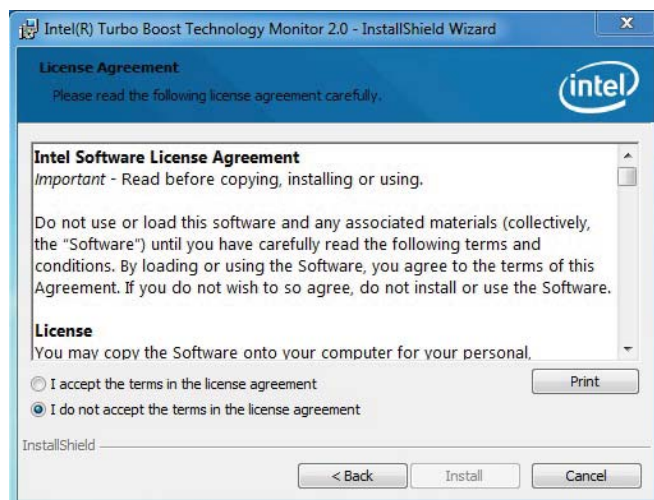 Intel(R) Turbo Boost Technology Monitor 2.0 - InstallShield Wizard
X
License Agreement
Please read the following license agreement carefully.
intel
Intel Software License Agreement
Important - Read before copying, installing or using.
Do not use or load this software and any associated materials (collectively,
the "Software") until you have carefully read the following terms and
conditions. By loading or using the Software, you agree to the terms of this
Agreement. If you do not wish to so agree, do not install or use the Software.
License
You may copy the Software onto your computer for your personal,
I accept the terms in the license agreement
Print
I do not accept the terms in the license agreement
InstallShield
< Back
Install
Cancel